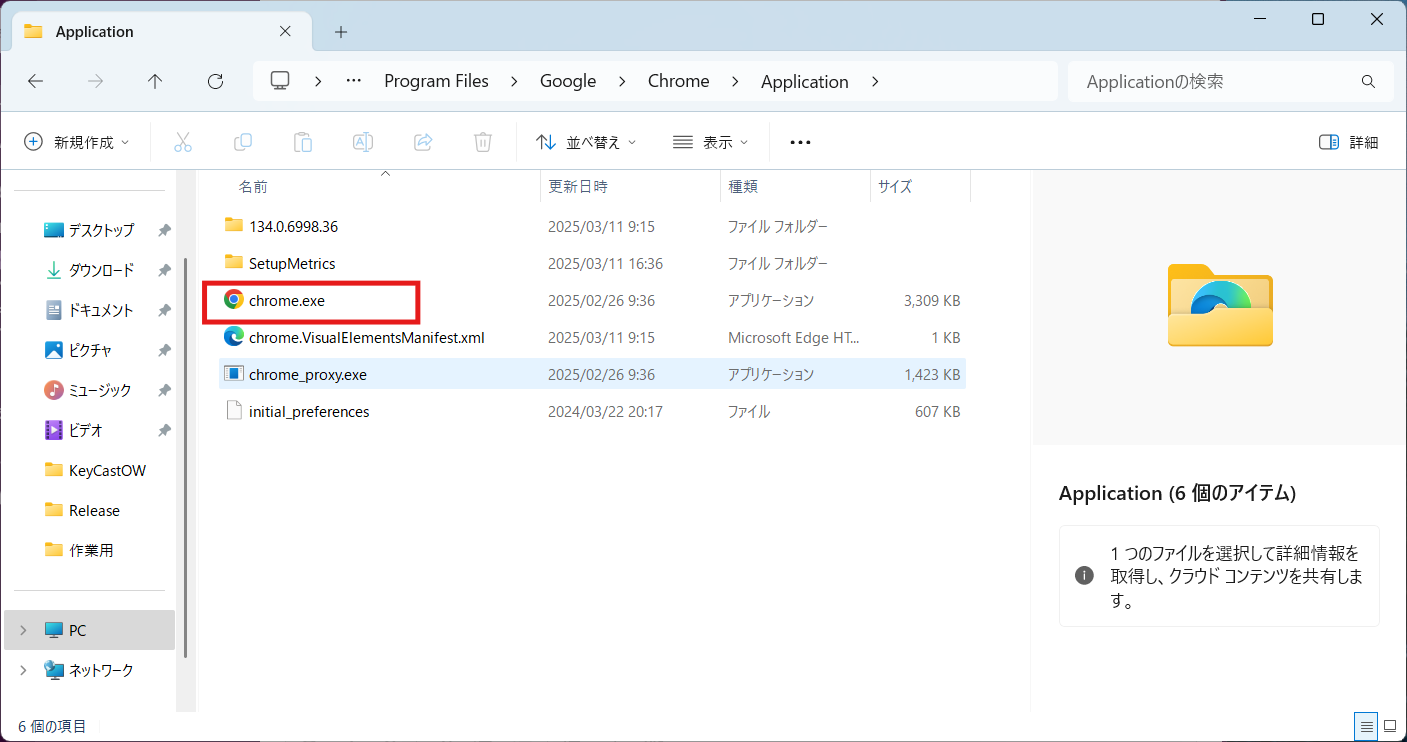 Application
Program Files
Google
Chrome
Application
Applicationの検索
新規作成
並べ替え
表示
詳細
名前 更新日時 種類 サイズ
134.0.6998.36 2025/03/11 9:15 ファイル フォルダー
SetupMetrics 2025/03/11 16:36 ファイル フォルダー
chrome.exe 2025/02/26 9:36 アプリケーション 3,309 KB
chrome.VisualElementsManifest.xml 2025/03/11 9:15 Microsoft Edge HT... 1 KB
chrome_proxy.exe 2025/02/26 9:36 アプリケーション 1,423 KB
initial_preferences 2024/03/22 20:17 ファイル 607 KB
デスクトップ
ダウンロード
ドキュメント
ピクチャ
ミュージック
ビデオ
KeyCastOW
Release
作業用
PC
ネットワーク
Application (6 個のアイテム)
1 つのファイルを選択して詳細情報を
取得し、クラウド コンテンツを共有しま
す。
6 個の項目